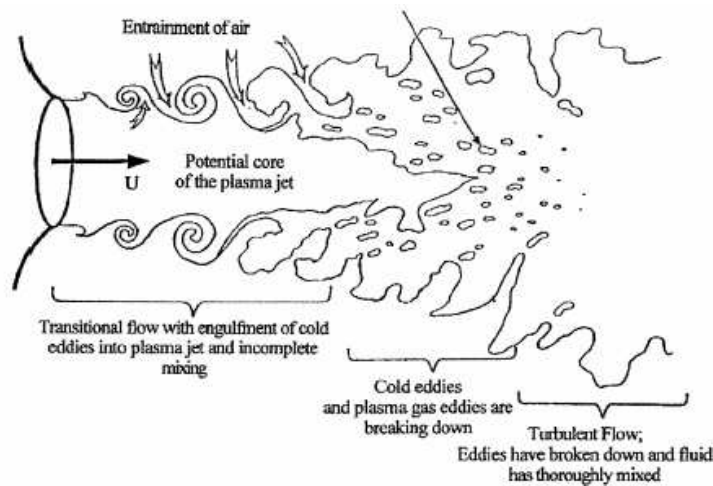 Entrainment of air
Potential core
of the plasma jet
U
Transitional flow with engulfment of cold
eddies into plasma jet and incomplete
mixing
Cold eddies
and plasma gas eddies are
breaking down
Turbulent Flow;
Eddies have broken down and fluid
has thoroughly mixed